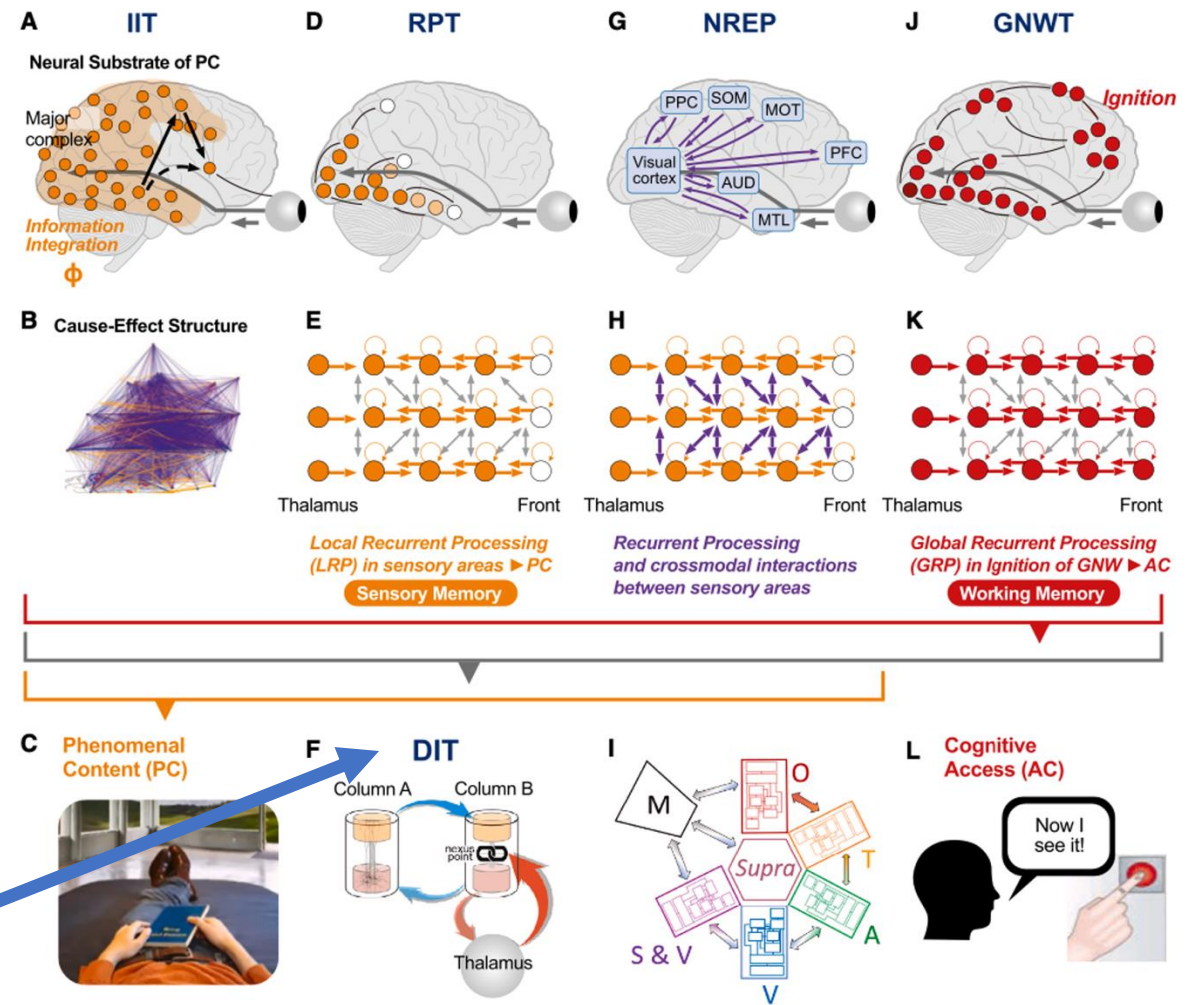 A
IIT
D
RPT
G
NREP
J
GNWT
Neural Substrate of PC
Major
complex
Information
Integration
ϕ
PPC
SOM
MOT
PFC
Visual
cortex
AUD
MTL
Ignition
B
Cause-Effect Structure
E
H
K
Thalamus
Front
Thalamus
Front
Thalamus
Front
Local Recurrent Processing
(LRP) in sensory areas ►PC
Sensory Memory
Recurrent Processing
and crossmodal interactions
between sensory areas
Global Recurrent Processing
(GRP) in Ignition of GNW ►AC
Working Memory
C
Phenomenal
Content (PC)
F
DIT
Column A
Column B
nexus
point
Thalamus
I
M
O
T
Supra
A
S & V
V
L
Cognitive
Access (AC)
Now I
see it!